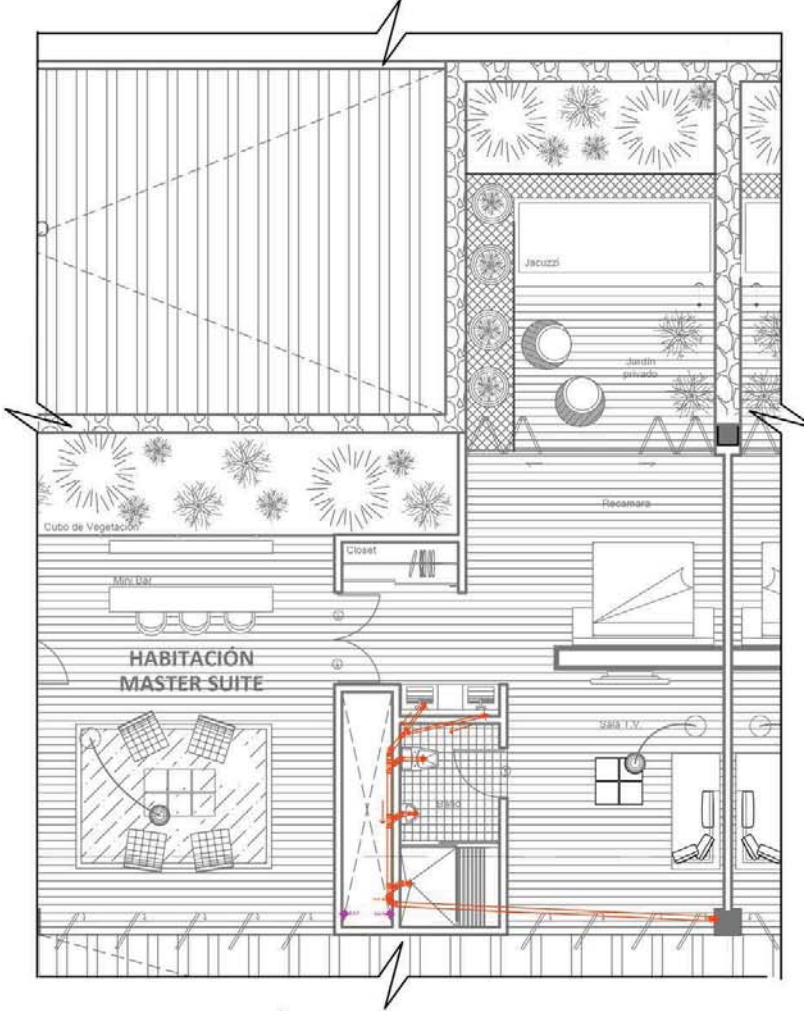 Jacuzzi
Jardín
privado
Recamara
Cubo de Vegetación
Closet
Mini Bar
HABITACIÓN
MASTER SUITE
Sala T.V.
Baño